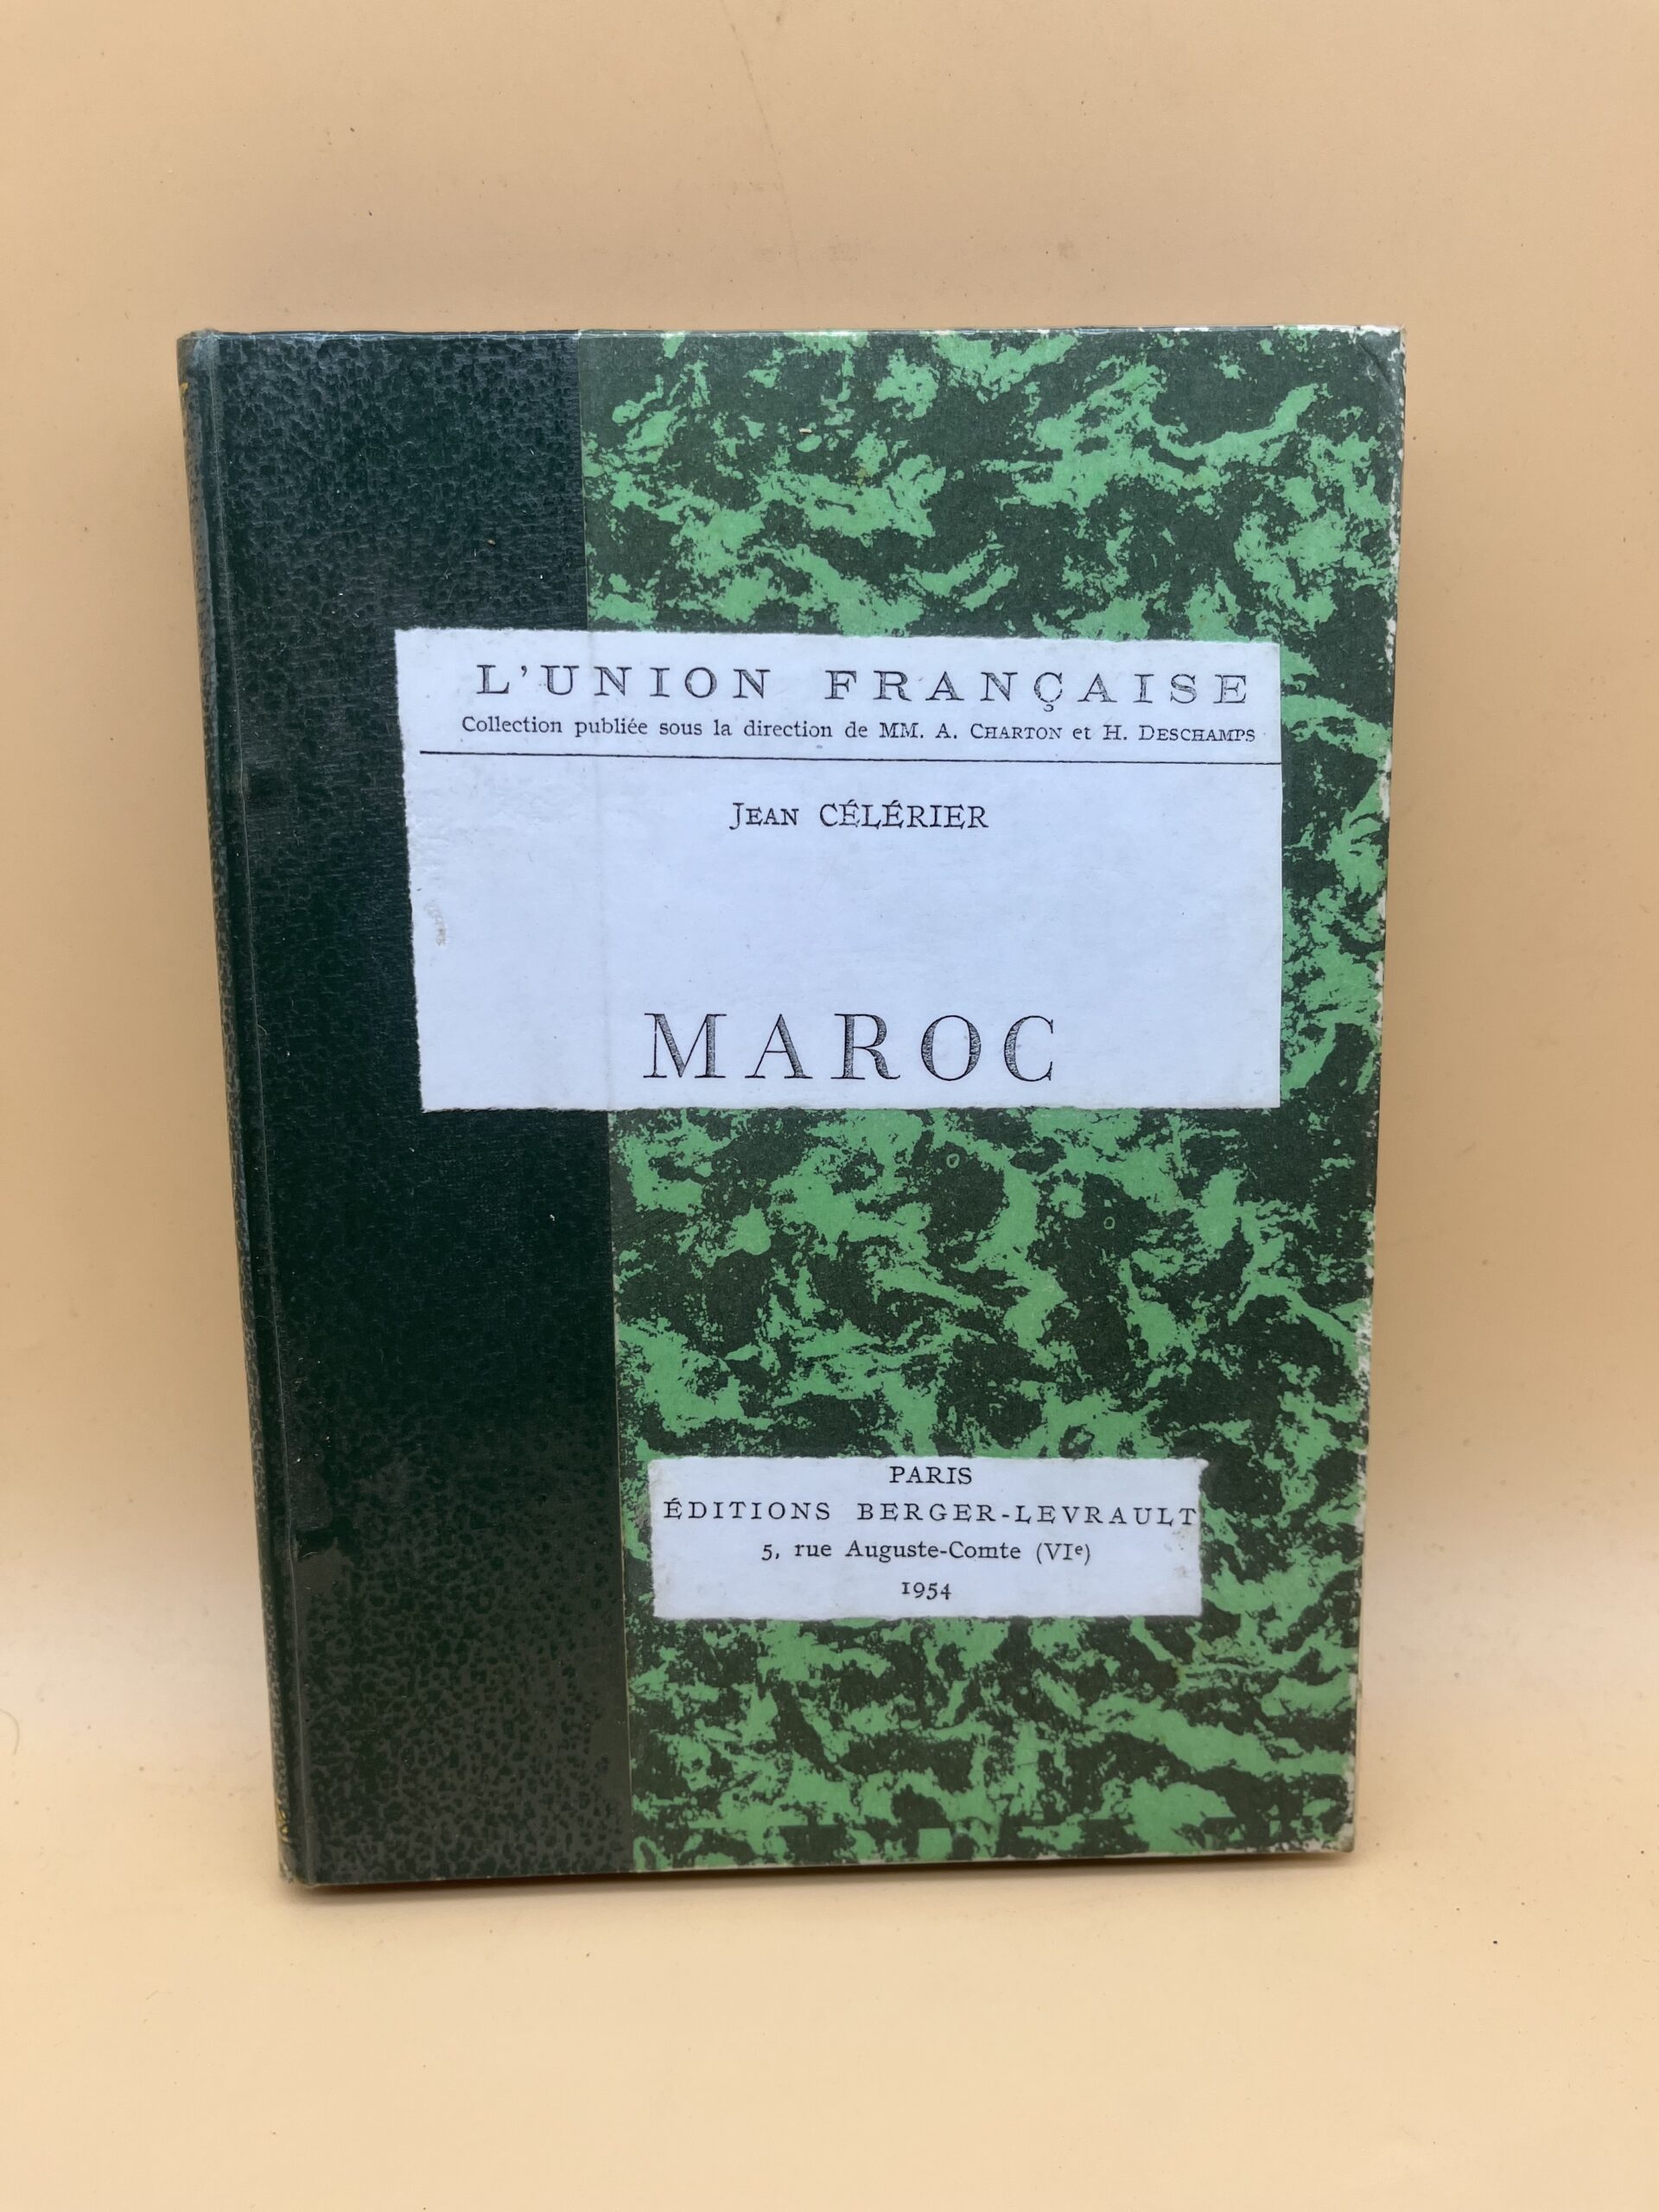 L'UNION FRANÇAISE
Collection publiée sous la direction de MM. A. CHARTON et H. DESCHAMPS
JEAN CÉLÉRIER
MAROC
PARIS
ÉDITIONS BERGER-LEVRAULT
5, rue Auguste-Comte (VIe)
1954